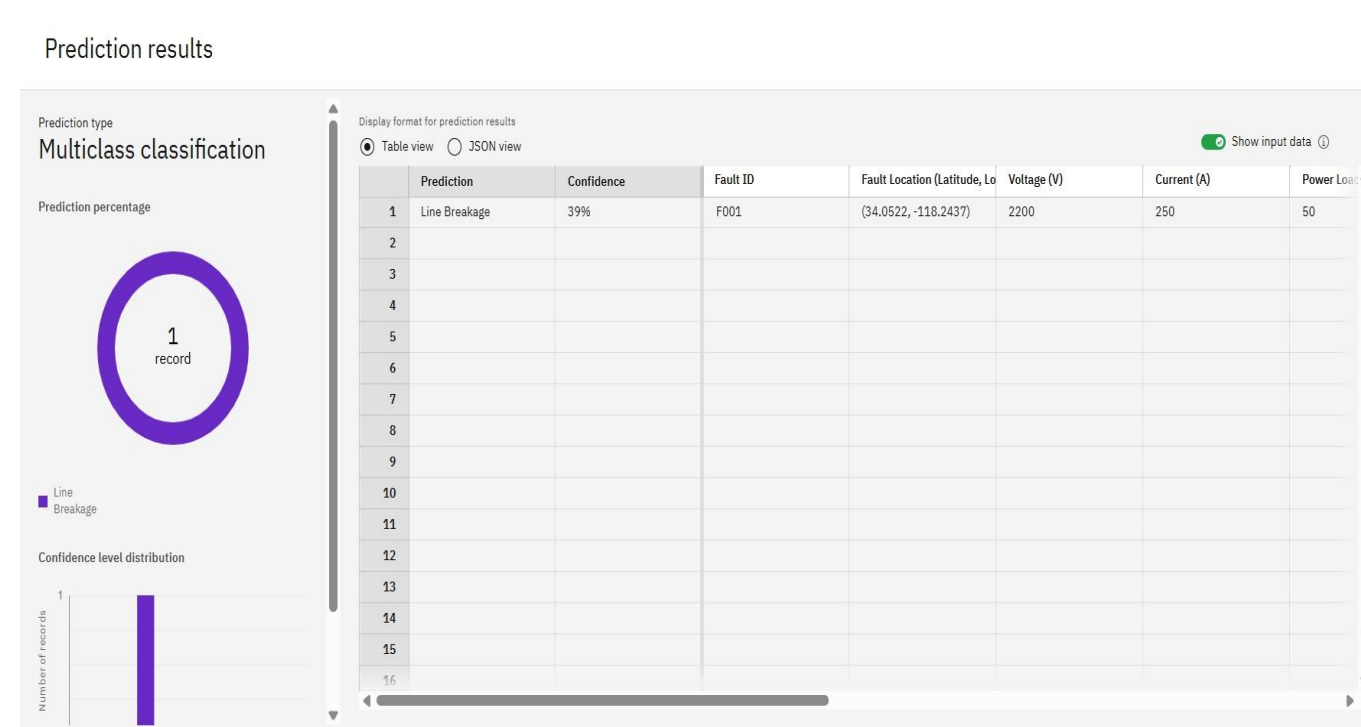 Prediction results
Prediction type
Multiclass classification
Prediction percentage
1
record
Line
Breakage
Confidence level distribution
1
Number of records
Display format for prediction results
Table view JSON view
Show input data
Prediction Confidence Fault ID Fault Location (Latitude, Lo Voltage (V) Current (A) Power Load
1 Line Breakage 39% F001 (34.0522, -118.2437) 2200 250 50
2
3
4
5
6
7
8
9
10
11
12
13
14
15
16